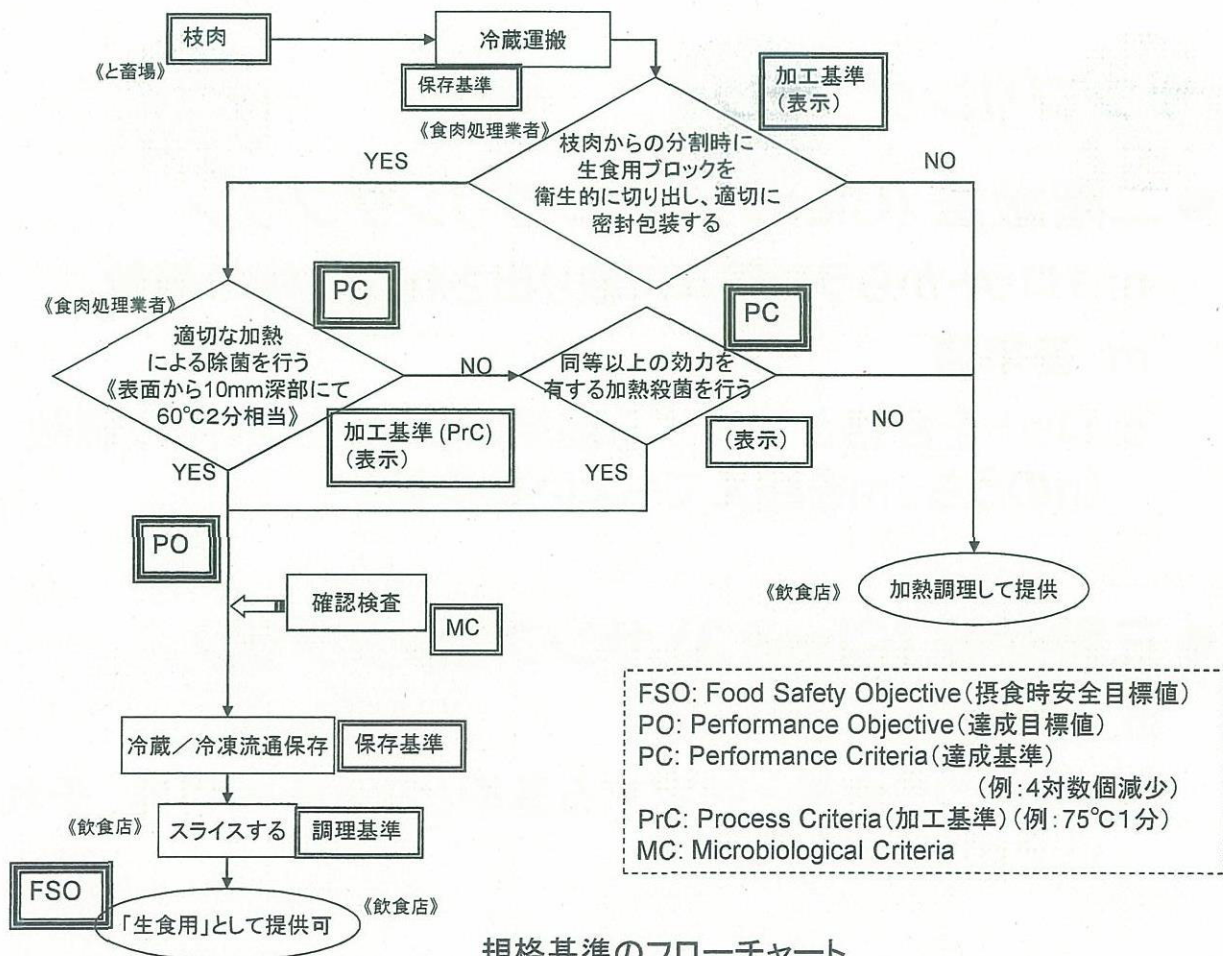 枝肉
冷蔵運搬
《と畜場》
保存基準
加工基準
(表示)
《食肉処理業者》
枝肉からの分割時に
生食用ブロックを
衛生的に切り出し、適切に
密封包装する
YES
NO
PC
《食肉処理業者》
適切な加熱
による除菌を行う
《表面から10mm深部にて
60℃2分相当》
NO
PC
同等以上の効力を
有する加熱殺菌を行う
NO
加工基準 (PrC)
(表示)
(表示)
YES
YES
PO
確認検査
MC
《飲食店》
加熱調理して提供
冷蔵/冷凍流通保存
保存基準
《飲食店》
スライスする
調理基準
FSO
「生食用」として提供可
《飲食店》
FSO: Food Safety Objective(摂食時安全目標値)
PO: Performance Objective(達成目標値)
PC: Performance Criteria(達成基準)
(例:4対数個減少)
PrC: Process Criteria(加工基準)(例:75℃1分)
MC: Microbiological Criteria
規格基準のフローチャート